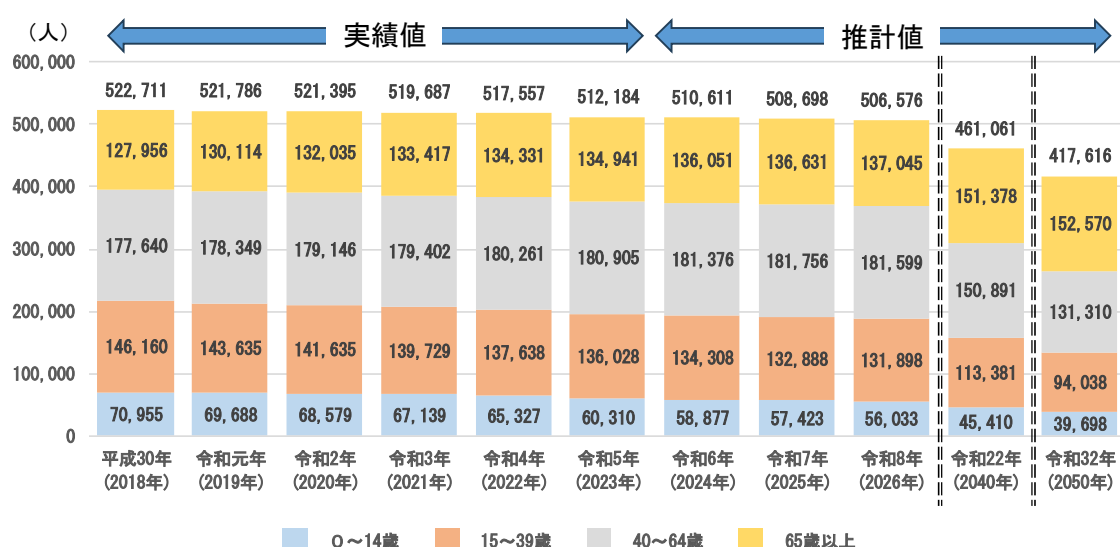 （人）
実績値
推計値
600,000
522,711 521,786 521,395 519,687 517,557 512,184 510,611 508,698 506,576 461,061 417,616
500,000
127,956 130,114 132,035 133,417 134,331 134,941 136,051 136,631 137,045 151,378 152,570
400,000
177,640 178,349 179,146 179,402 180,261 180,905 181,376 181,756 181,599 150,891 131,310
300,000
200,000
146,160 143,635 141,635 139,729 137,638 136,028 134,308 132,888 131,898 113,381 94,038
100,000
70,955 69,688 68,579 67,139 65,327 60,310 58,877 57,423 56,033 45,410 39,698
0
平成30年 令和元年 令和2年 令和3年 令和4年 令和5年 令和6年 令和7年 令和8年 令和22年 令和32年
(2018年) (2019年) (2020年) (2021年) (2022年) (2023年) (2024年) (2025年) (2026年) (2040年) (2050年)
0～14歳 15～39歳 40～64歳 65歳以上